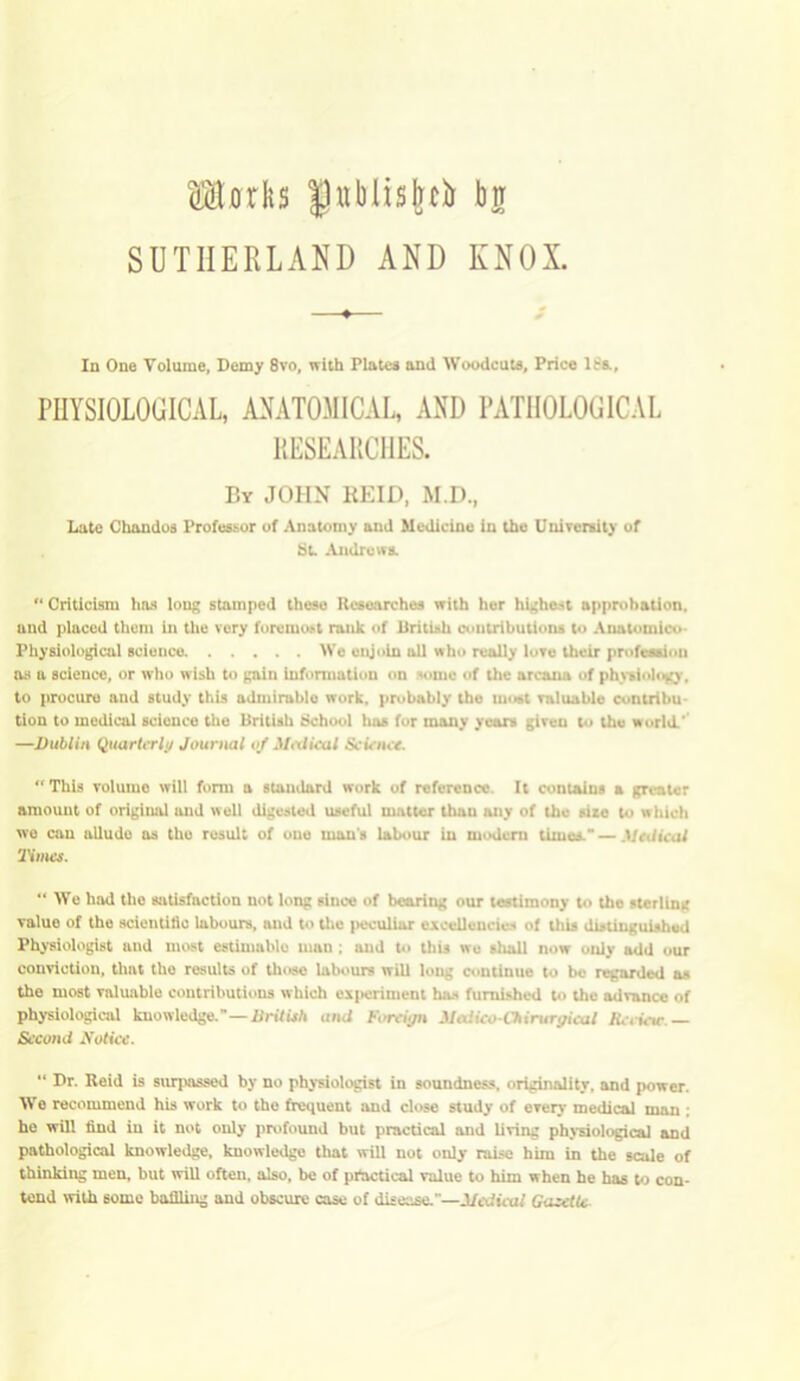 Works Published by
SUTHERLAND AND KNOX.
In One Volume, Demy 8vo, with Plates and Woodcuts, Price 18s.,
PHYSIOLOGICAL, ANATOMICAL, AND PATHOLOGICAL
RESEARCHES.
By JOHN REID, M.D.,
Late Chandos Professor of Anatomy and Medicine in the University of
St. Andrews.
"Criticism has long stamped these Researches with her highest approbation,
and placed them in the very foremost rank of British contributions to Anatomico-
Physiological science. . . . . . We enjoin all who really love their profession
as a science, or who wish to gain information on some of the arcana of physiology,
to procure and study this admirable work, probably the most valuable contribu-
tion to medical science the British School has for many years given to the world."
—Dublin Quarterly Journal of Medical Science.
"This volume will form a standard work of reference. It contains a greater
amount of original and well digested useful matter than any of the size to which
we can allude as the result of one man's labour in modern times."—Medical
Times.
"We had the satisfaction not long since of bearing our testimony to the sterling
value of the scientific labours, and to the peculiar excellencies of this distinguished
Physiologist and most estimable man; and to this we shall now only add our
conviction, that the results of those labours will long continue to be regarded as
the most valuable contributions which experiment has furnished to the advance of
physiological knowledge."—British and Foreign Medico-Chirurgical Review.—
Second Notice.
"Dr. Reid is surpassed by no physiologist in soundness, originality, and power.
We recommend his work to the frequent and close study of every medical man;
he will find in it not only profound but practical and living physiological and
pathological knowledge, knowledge that will not only raise him in the scale of
thinking men, but will often, also, be of practical value to him when he has to con-
tend with some baffling and obscure case of disease."—Medical Gazette.